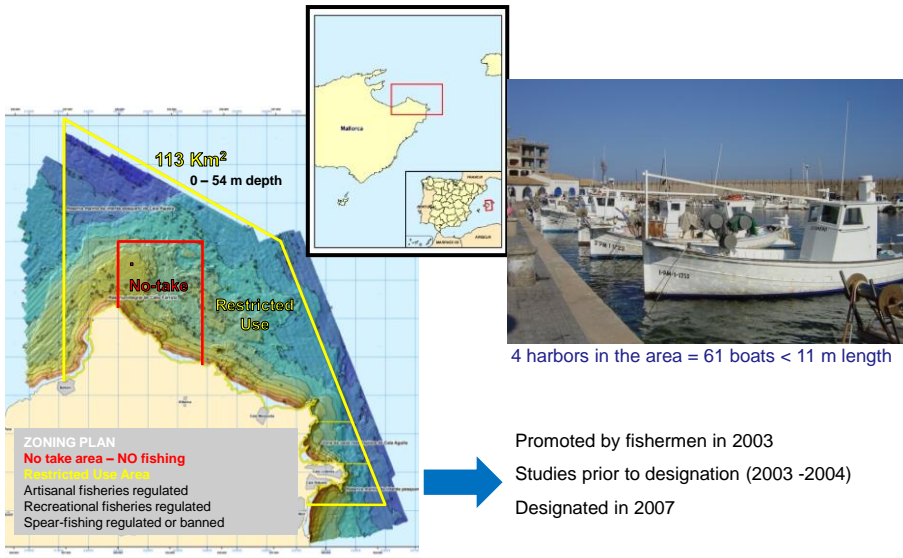 113 Km²
0 – 54 m depth
No-take
Restricted
Use
Mallorca
4 harbors in the area = 61 boats < 11 m length
ZONING PLAN
No take area – NO fishing
Restricted Use Area
Artisanal fisheries regulated
Recreational fisheries regulated
Spear-fishing regulated or banned
Promoted by fishermen in 2003
Studies prior to designation (2003 -2004)
Designated in 2007